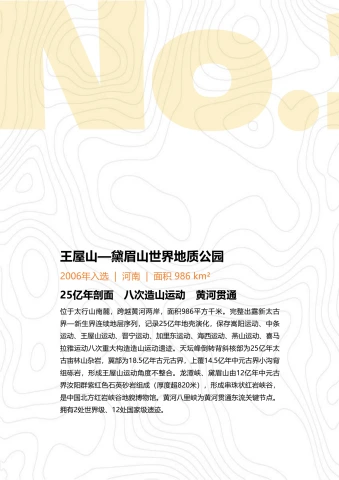 No.
王屋山—黛眉山世界地质公园
2006年入选 | 河南 | 面积 986 km²
25亿年剖面 八次造山运动 黄河贯通
位于太行山南麓，跨越黄河两岸，面积986平方千米。完整出露新太古
界—新生界连续地层序列，记录25亿年地壳演化，保存嵩阳运动、中条
运动、王屋山运动、晋宁运动、加里东运动、海西运动、燕山运动、喜马
拉雅运动八次重大构造造山运动遗迹。天坛峰倒转背斜核部为25亿年太
古宙林山杂岩，翼部为18.5亿年古元古界，上覆14.5亿年中元古界小沟背
组砾岩，形成王屋山运动角度不整合。龙潭峡、黛眉山由12亿年中元古
界汝阳群紫红色石英砂岩组成（厚度超820米），形成串珠状红岩峡谷，
是中国北方红岩峡谷地貌博物馆。黄河八里峡为黄河贯通东流关键节点。
拥有2处世界级、12处国家级遗迹。